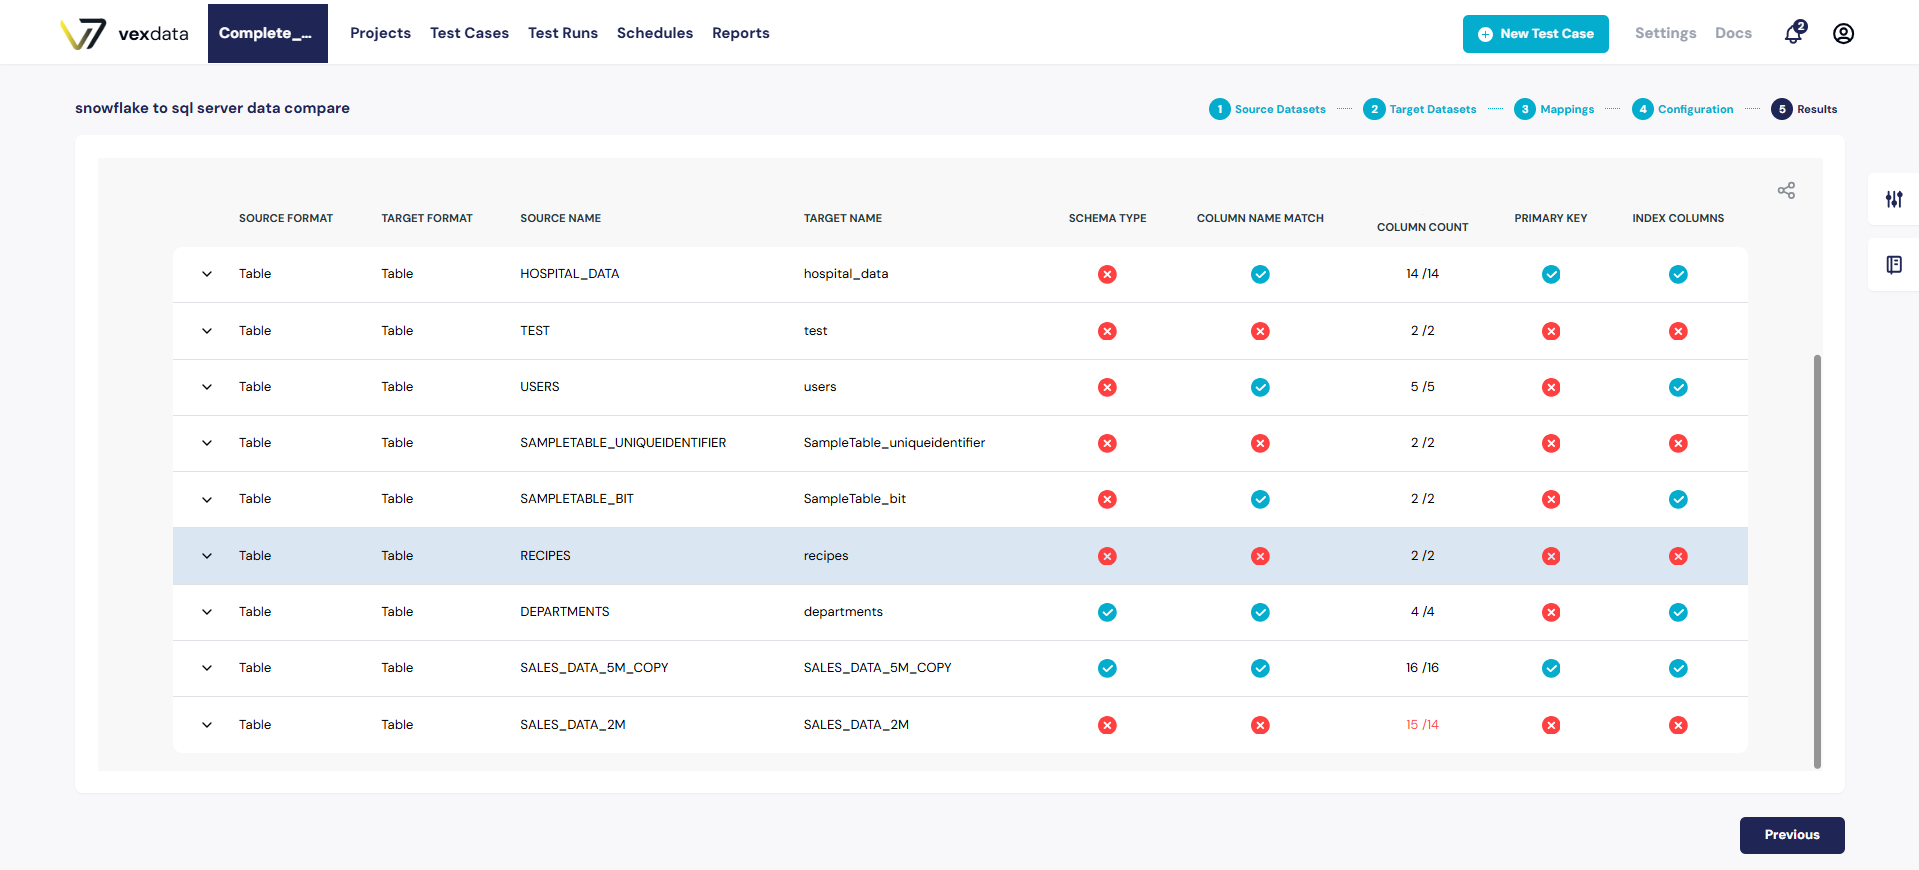 vexdata
Complete_...
Projects
Test Cases
Test Runs
Schedules
Reports
New Test Case
Settings
Docs
2
snowflake to sql server data compare
1 Source Datasets
2 Target Datasets
3 Mappings
4 Configuration
5 Results
SOURCE FORMAT TARGET FORMAT SOURCE NAME TARGET NAME SCHEMA TYPE COLUMN NAME MATCH COLUMN COUNT PRIMARY KEY INDEX COLUMNS
Table Table HOSPITAL_DATA hospital_data 14 /14
Table Table TEST test 2 /2
Table Table USERS users 5 /5
Table Table SAMPLETABLE_UNIQUEIDENTIFIER SampleTable_uniqueidentifier 2 /2
Table Table SAMPLETABLE_BIT SampleTable_bit 2 /2
Table Table RECIPES recipes 2 /2
Table Table DEPARTMENTS departments 4 /4
Table Table SALES_DATA_5M_COPY SALES_DATA_5M_COPY 16 /16
Table Table SALES_DATA_2M SALES_DATA_2M 15 /14
Previous